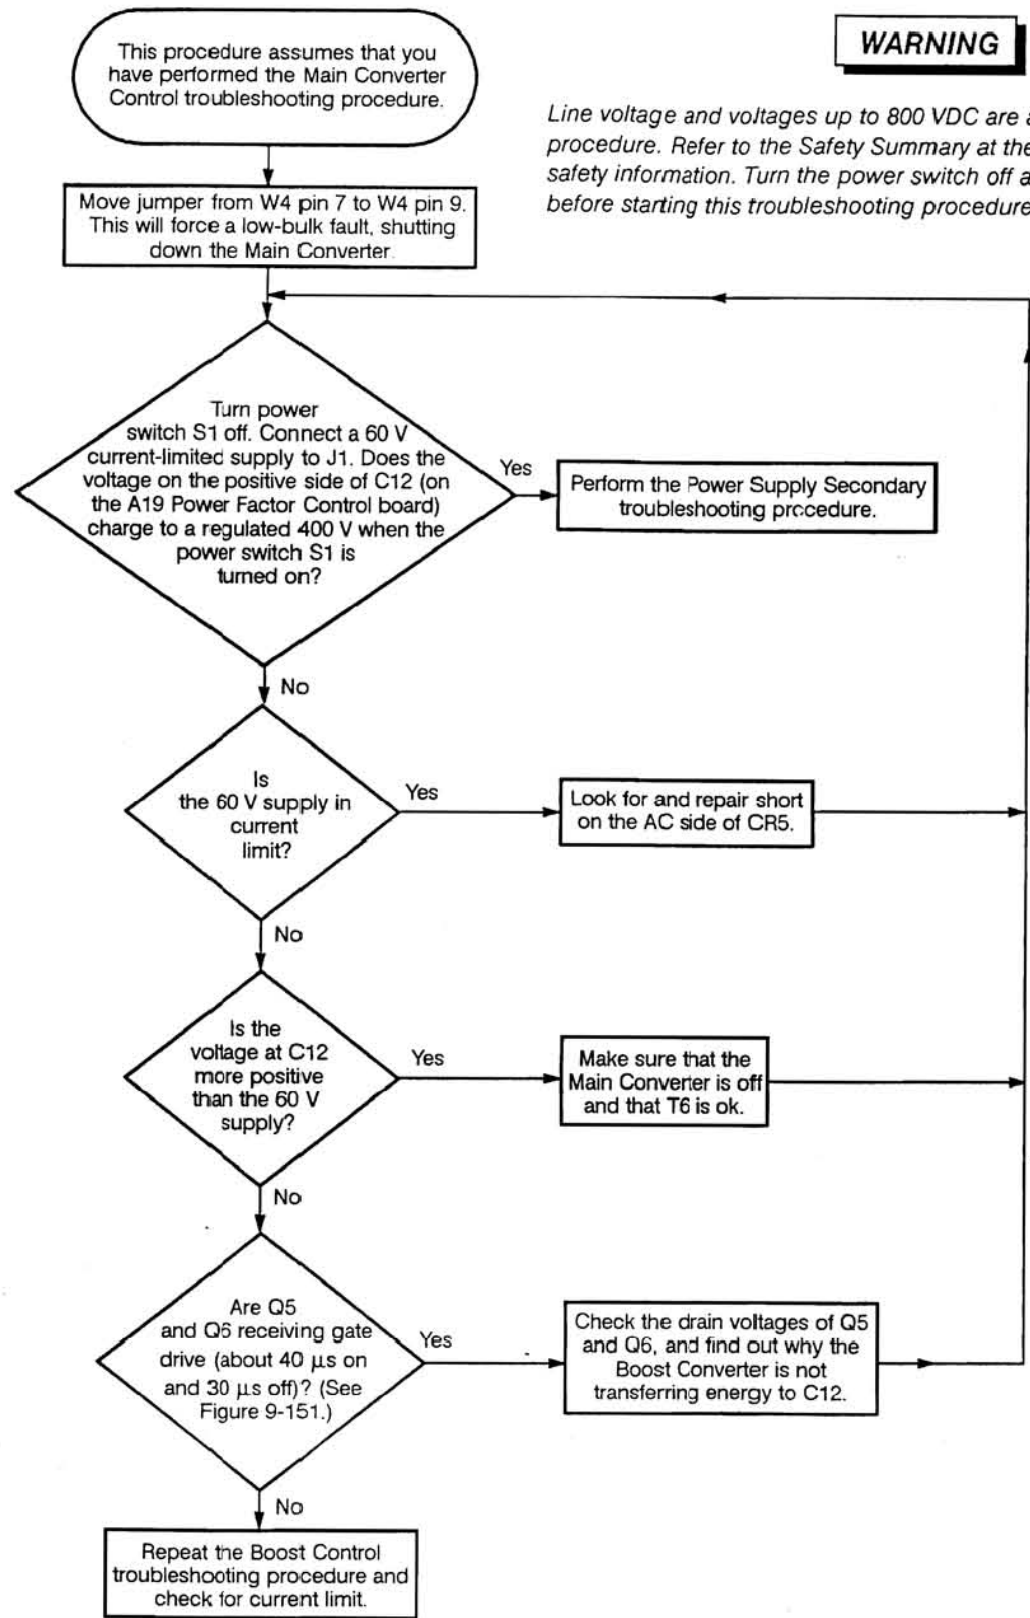 This procedure assumes that you
have performed the Main Converter
Control troubleshooting procedure.
WARNING
Line voltage and voltages up to 800 VDC are
procedure. Refer to the Safety Summary at the
safety information. Turn the power switch off
before starting this troubleshooting procedure
Move jumper from W4 pin 7 to W4 pin 9.
This will force a low-bulk fault, shutting
down the Main Converter.
Turn power
switch S1 off. Connect a 60 V
current-limited supply to J1. Does the
voltage on the positive side of C12 (on
the A19 Power Factor Control board)
charge to a regulated 400 V when the
power switch S1 is
turned on?
Yes
Perform the Power Supply Secondary
troubleshooting procedure.
No
Is
the 60 V supply in
current
limit?
Yes
Look for and repair short
on the AC side of CR5.
No
Is the
voltage at C12
more positive
than the 60 V
supply?
Yes
Make sure that the
Main Converter is off
and that T6 is ok.
No
Are Q5
and Q6 receiving gate
drive (about 40 µs on
and 30 µs off)? (See
Figure 9-151.)
Yes
Check the drain voltages of Q5
and Q6, and find out why the
Boost Converter is not
transferring energy to C12.
No
Repeat the Boost Control
troubleshooting procedure and
check for current limit.